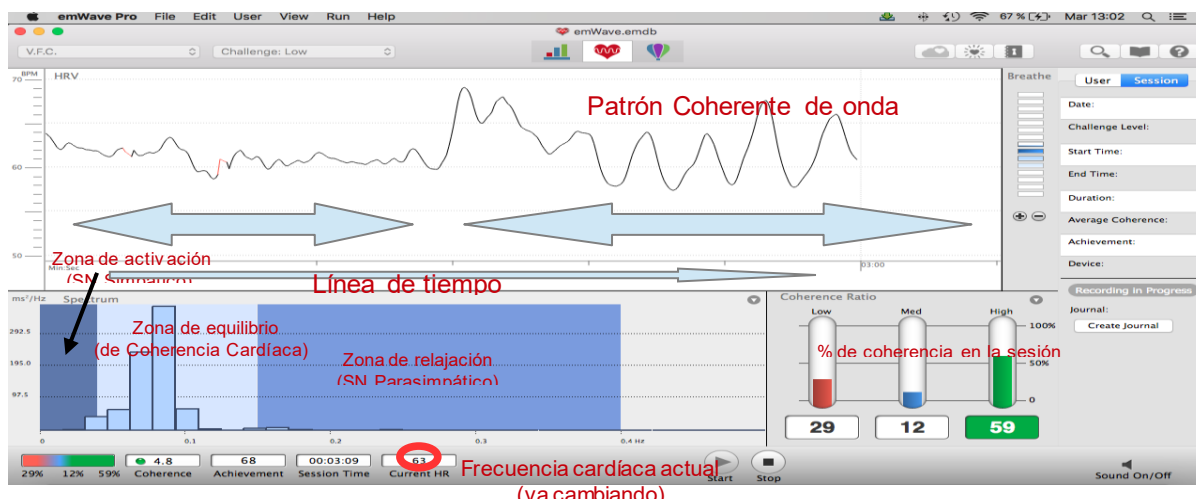 emWave Pro File Edit User View Run Help 67 % Mar 13:02
emWave.emdb
V.F.C. Challenge: Low
BPM HRV Breathe User Session
70
Patrón Coherente de onda
Date:
Challenge Level:
Start Time:
60
End Time:
Duration:
Average Coherence:
Achievement:
50
Zona de activación
Device:
Min:Sec 03:00
(SN Simpático)
Línea de tiempo
Recording in Progress
ms²/Hz Spectrum Coherence Ratio
Journal:
Low Med High
Create Journal
100%
292.5
Zona de equilibrio
(de Coherencia Cardíaca)
Zona de relajación
% de coherencia en la sesión
195.0
50%
(SN Parasimpático)
97.5
0
29 12 59
0 0.1 0.2 0.3 0.4 Hz
4.8 68 00:03:09 63
29% 12% 59% Coherence Achievement Session Time Current HR
Frecuencia cardíaca actual
(va cambiando)
Start Stop
Sound On/Off